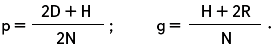 p = (2D + H) / 2N ; g = (H + 2R) / N .